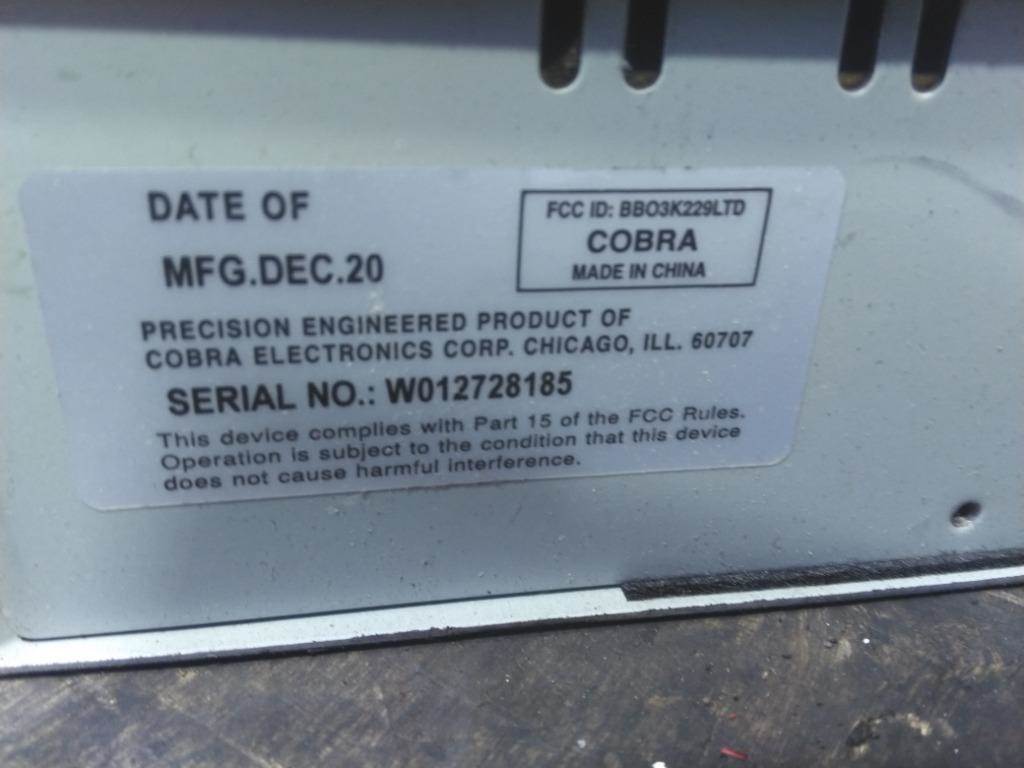 DATE OF
MFG.DEC.20
FCC ID: BBO3K229LTD
COBRA
MADE IN CHINA
PRECISION ENGINEERED PRODUCT OF
COBRA ELECTRONICS CORP. CHICAGO, ILL. 60707
SERIAL NO.: W012728185
This device complies with Part 15 of the FCC Rules.
Operation is subject to the condition that this device
does not cause harmful interference.